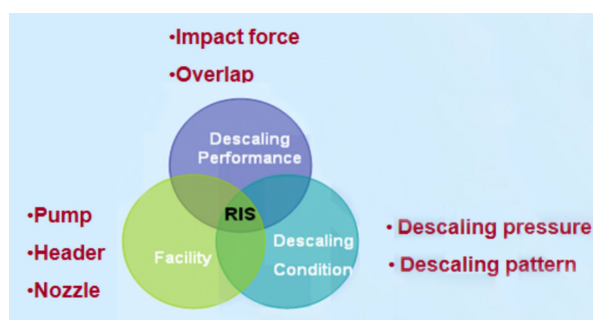 •Impact force
•Overlap
Descaling
Performance
•Pump
•Header
•Nozzle
RIS
Facility
Descaling
Condition
• Descaling pressure
• Descaling pattern